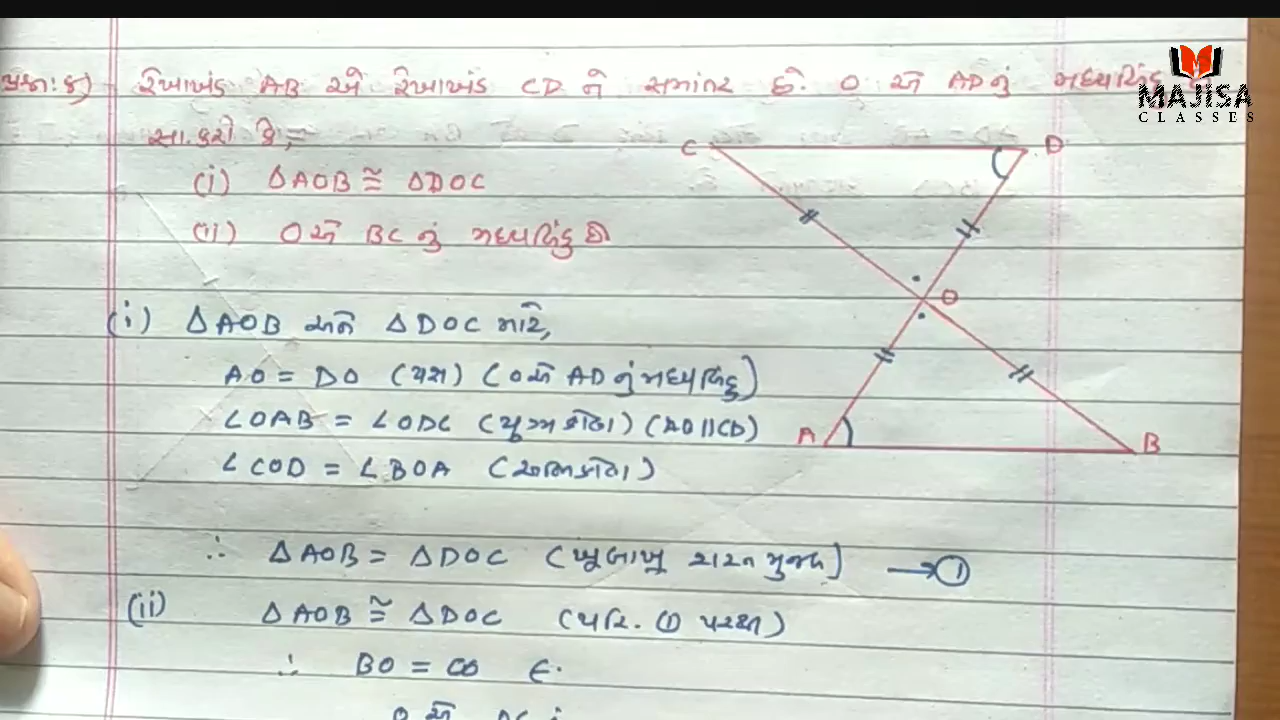 પ્રશ્ન: ૪) રેખાખંડ AB એ રેખાખંડ CD ને સમાંતર છે. O એ AD નું મધ્યબિંદુ
MAJISA
CLASSES
સા.કરો કે,
(i) ΔAOB ≅ ΔDOC
(ii) O એ BC નું મધ્યબિંદુ છે
C D
O
A B
(i) ΔAOB અને ΔDOC માટે,
AO = DO (પક્ષ) (O એ AD નું મધ્યબિંદુ)
∠OAB = ∠ODC (યુગ્મકોણ) (AO||CD)
∠COD = ∠BOA (અભિકોણ)
∴ ΔAOB = ΔDOC (ખૂબાખૂ શરત મુજબ) → ①
(ii) ΔAOB ≅ ΔDOC (પરિ. ① પરથી)
∴ BO = CO
O એ